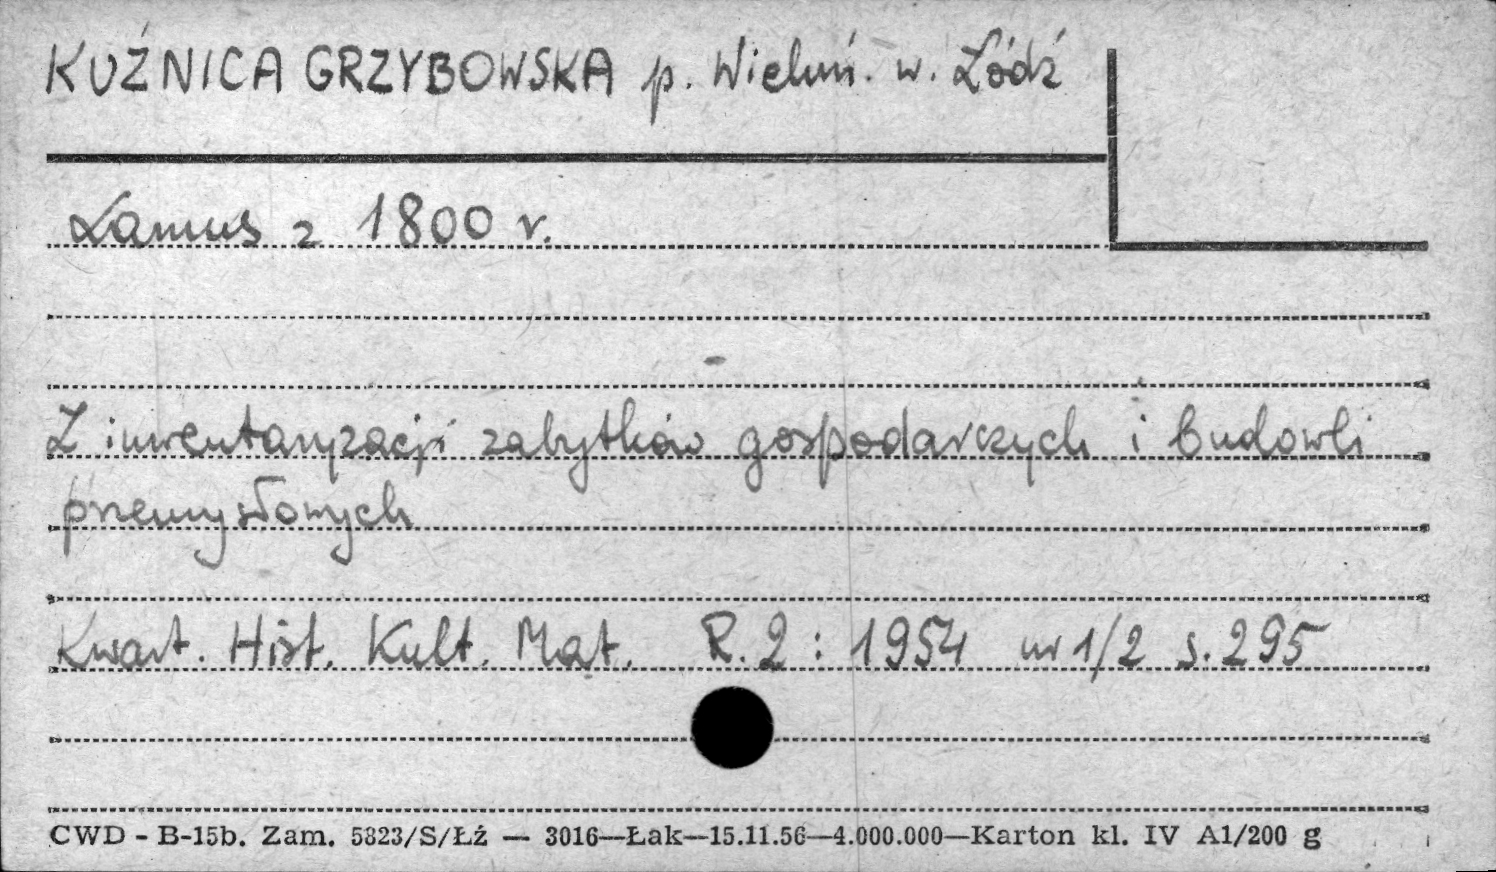 KUŹNICA GRZYBOWSKA p. Wieluń. w. Łódź
Lamus z 1800 r.
Z inwentaryzacji zabytków gospodarczych i budowli
przemysłowych
Kwart. Hist. Kult. Mat. R. 2 : 1954 nr 1/2 s. 295
CWD - B-15b. Zam. 5823/S/Łź — 3016—Łak—15.11.56—4.000.000—Karton kl. IV A1/200 g